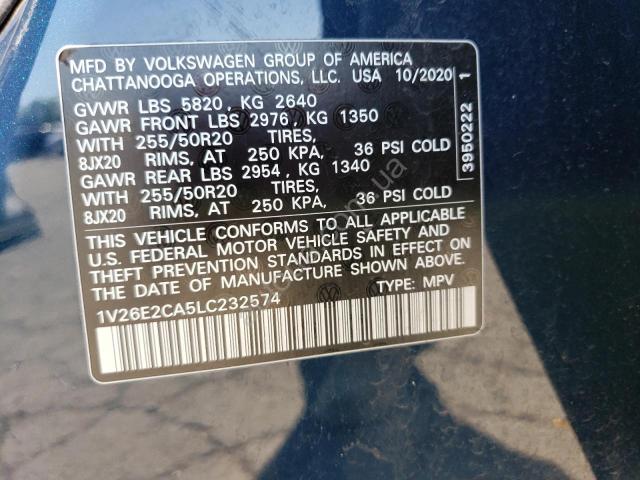 MFD BY VOLKSWAGEN GROUP OF AMERICA
CHATTANOOGA OPERATIONS, LLC. USA 10/2020
GVWR LBS 5820 , KG 2640
GAWR FRONT LBS 2976 , KG 1350
WITH 255/50R20 TIRES,
8JX20 RIMS, AT 250 KPA, 36 PSI COLD
GAWR REAR LBS 2954 , KG 1340
WITH 255/50R20 TIRES,
8JX20 RIMS, AT 250 KPA, 36 PSI COLD
THIS VEHICLE CONFORMS TO ALL APPLICABLE
U.S. FEDERAL MOTOR VEHICLE SAFETY AND
THEFT PREVENTION STANDARDS IN EFFECT ON
THE DATE OF MANUFACTURE SHOWN ABOVE.
1V26E2CA5LC232574 TYPE: MPV
3950222 1